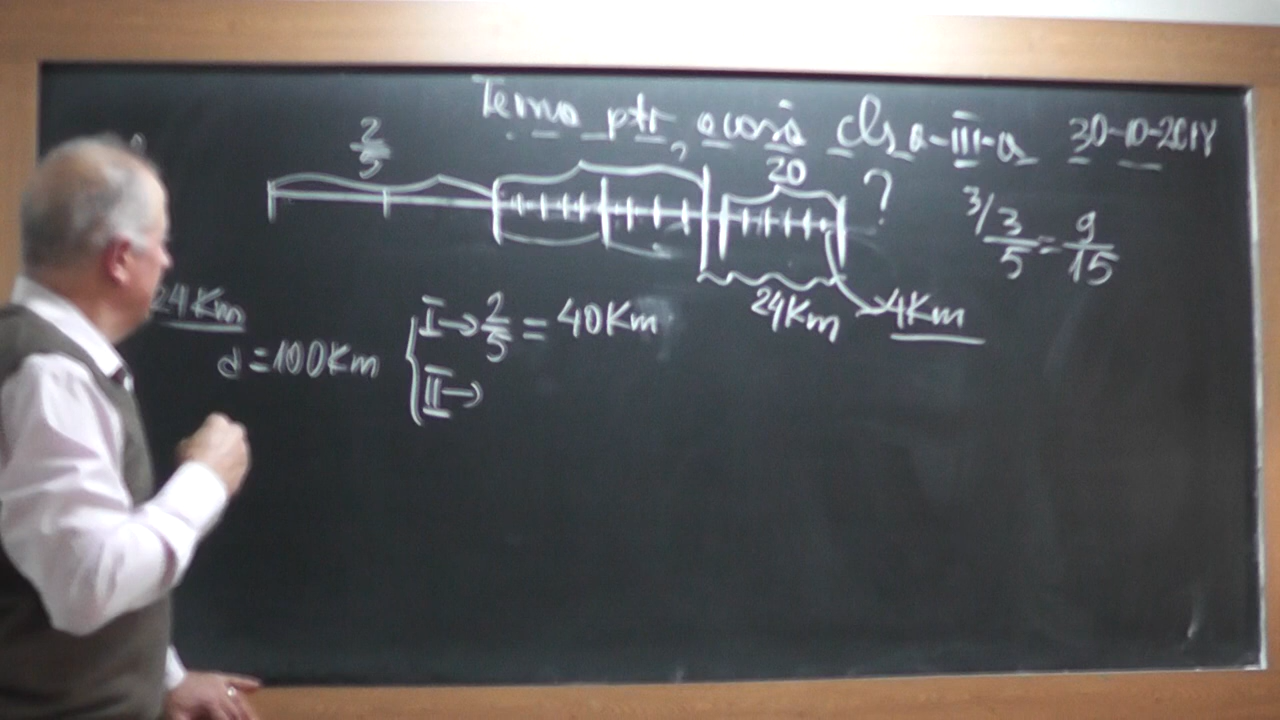 Tema ptr acasă cls a-III-a 30-10-2018
2/5 ? 20 ?
3/ 3/5 = 9/15
24Km 4Km
24Km
d=100Km
I→ 2/5 = 40Km
II→